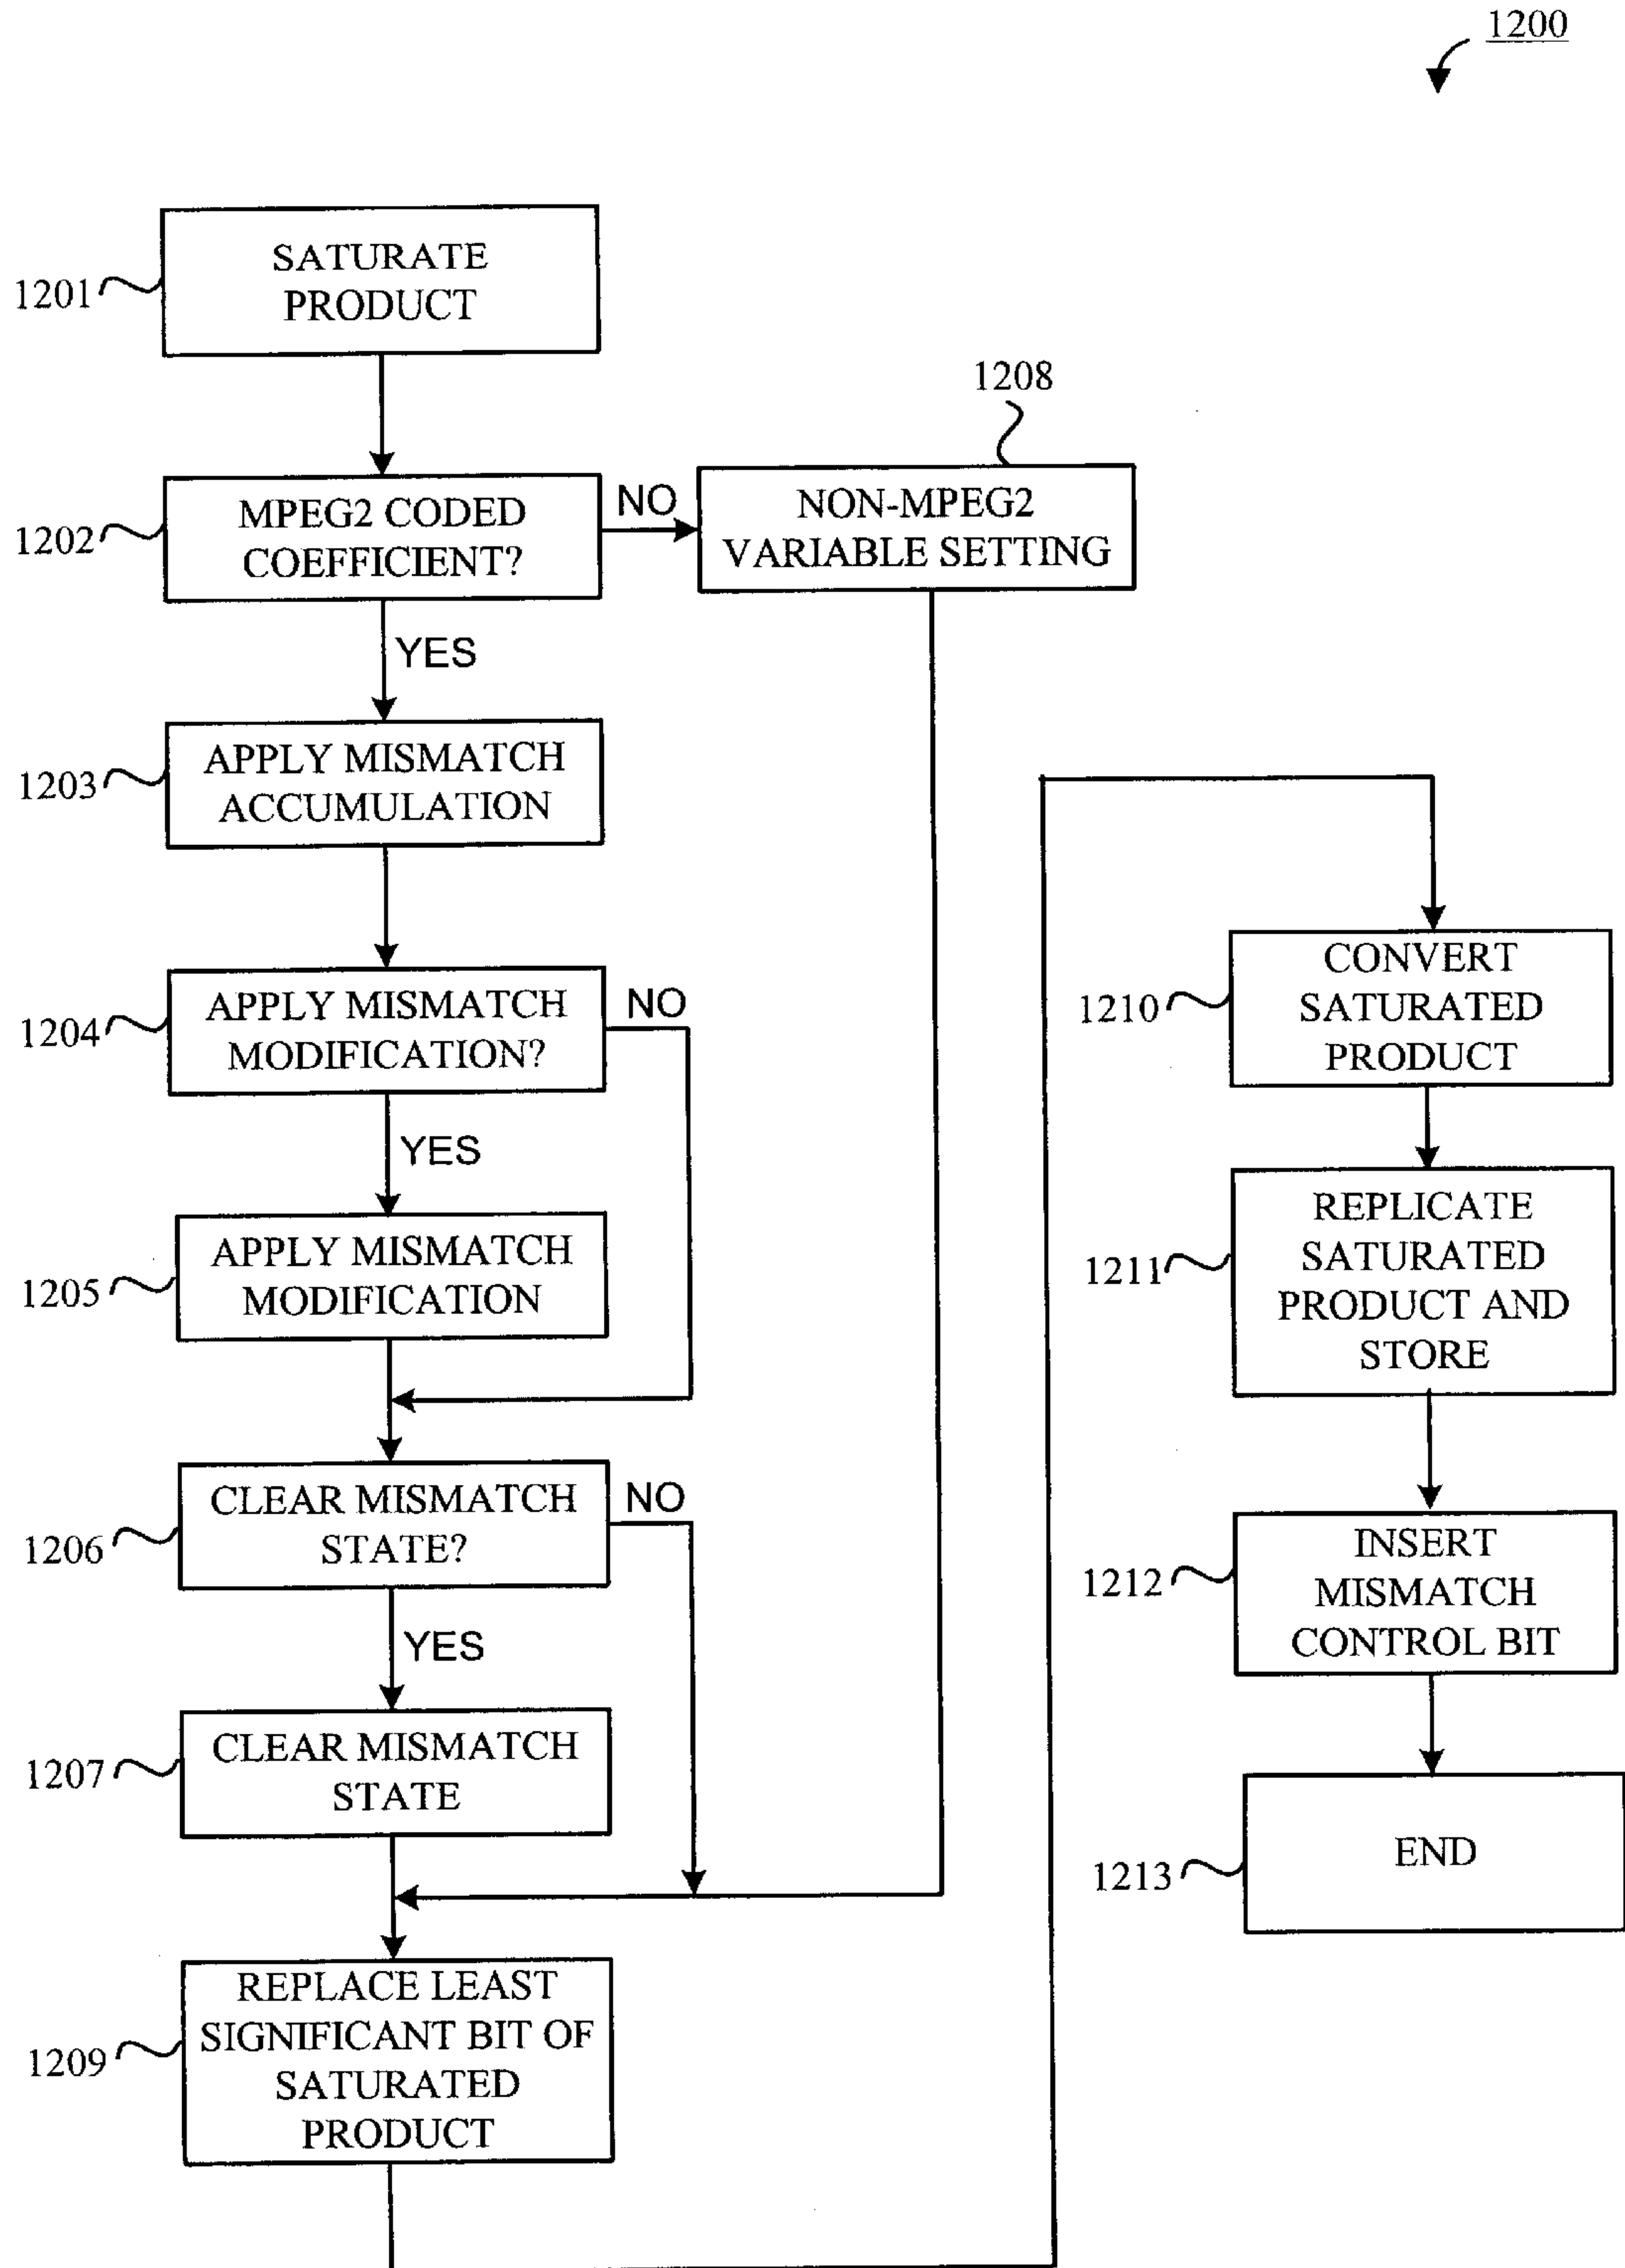 1200
SATURATE
PRODUCT
1201
1208
MPEG2 CODED
COEFFICIENT?
1202
NO
NON-MPEG2
VARIABLE SETTING
YES
APPLY MISMATCH
ACCUMULATION
1203
APPLY MISMATCH
MODIFICATION?
1204
NO
YES
APPLY MISMATCH
MODIFICATION
1205
CLEAR MISMATCH
STATE?
1206
NO
YES
CLEAR MISMATCH
STATE
1207
REPLACE LEAST
SIGNIFICANT BIT OF
SATURATED
PRODUCT
1209
CONVERT
SATURATED
PRODUCT
1210
REPLICATE
SATURATED
PRODUCT AND
STORE
1211
INSERT
MISMATCH
CONTROL BIT
1212
END
1213